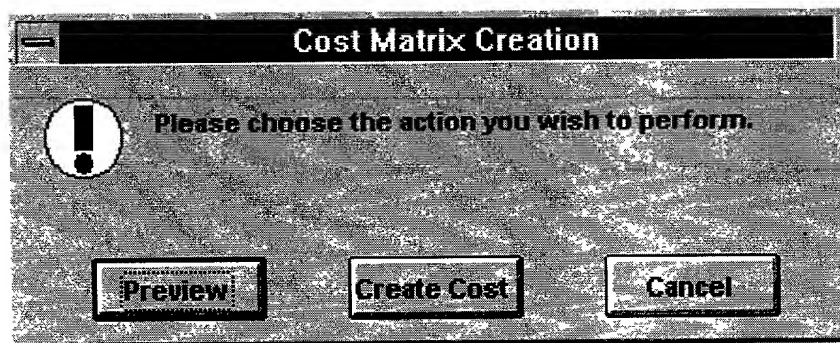 Cost Matrix Creation
Please choose the action you wish to perform.
Preview
Create Cost
Cancel